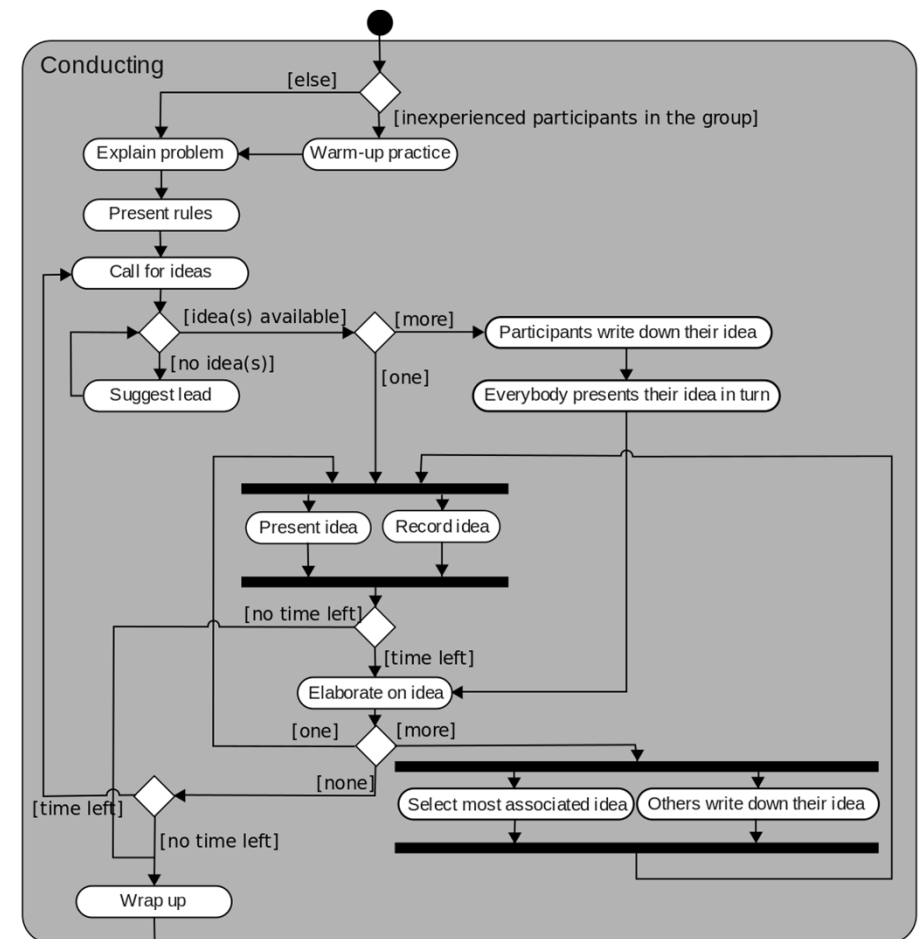 Conducting
[else]
[inexperienced participants in the group]
Explain problem
Warm-up practice
Present rules
Call for ideas
[idea(s) available]
[more]
Participants write down their idea
[no idea(s)]
[one]
Suggest lead
Everybody presents their idea in turn
Present idea
Record idea
[no time left]
[time left]
Elaborate on idea
[one]
[more]
[none]
[time left]
Select most associated idea
Others write down their idea
[no time left]
Wrap up